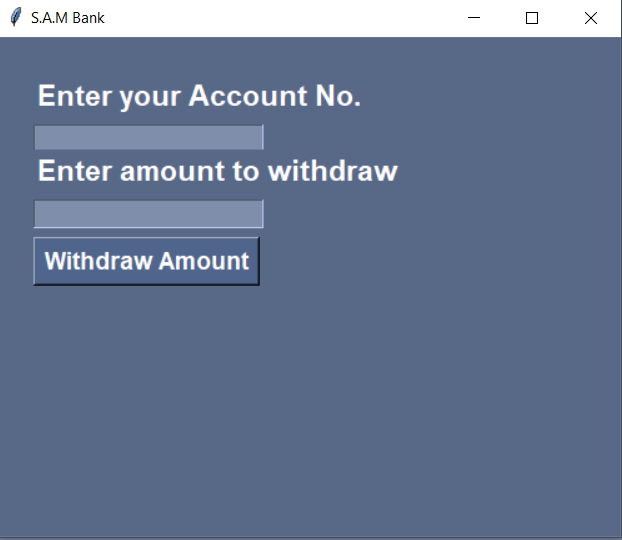 S.A.M Bank
Enter your Account No.
Enter amount to withdraw
Withdraw Amount